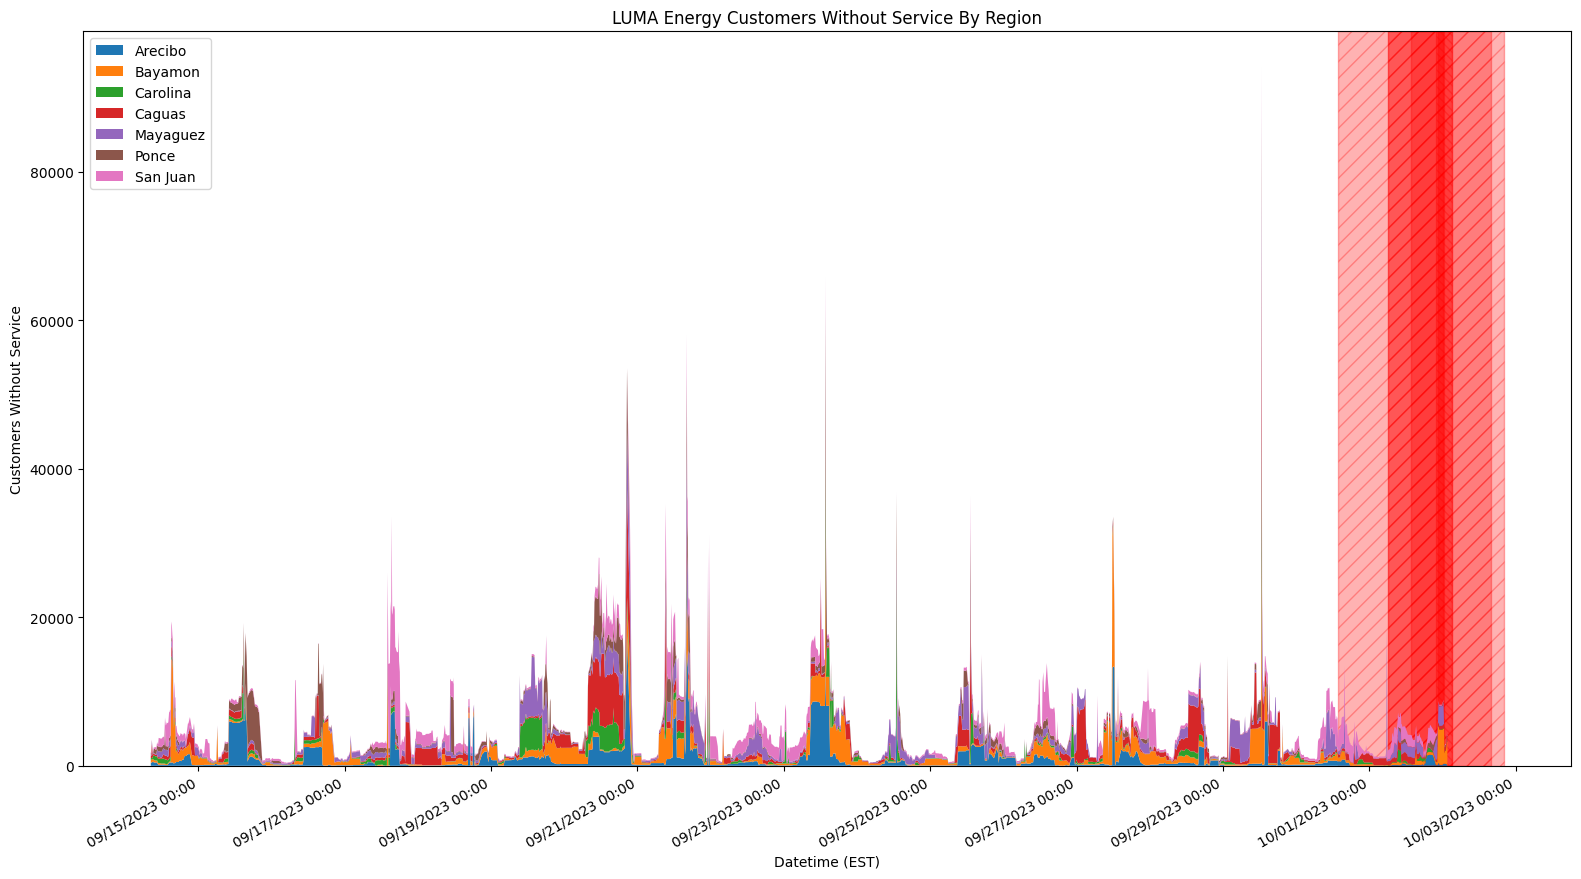 LUMA Energy Customers Without Service By Region
Arecibo
Bayamon
Carolina
Caguas
Mayaguez
Ponce
San Juan
80000
60000
40000
20000
0
Customers Without Service
09/15/2023 00:00
09/17/2023 00:00
09/19/2023 00:00
09/21/2023 00:00
09/23/2023 00:00
09/25/2023 00:00
09/27/2023 00:00
09/29/2023 00:00
10/01/2023 00:00
10/03/2023 00:00
Datetime (EST)